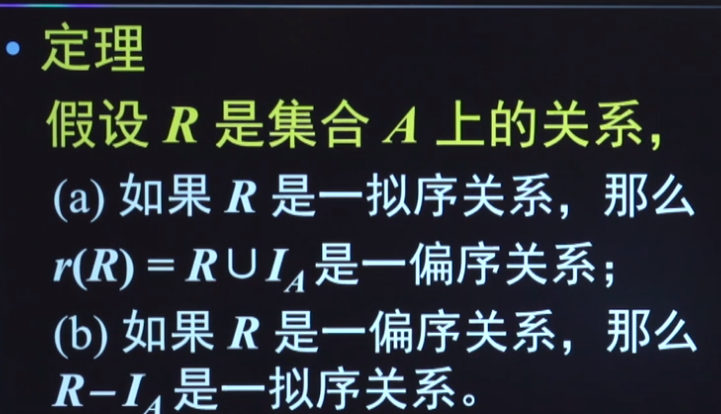 • 定理
假设 R 是集合 A 上的关系，
(a) 如果 R 是一拟序关系，那么
r(R) = R∪I_A 是一偏序关系；
(b) 如果 R 是一偏序关系，那么
R−I_A 是一拟序关系。